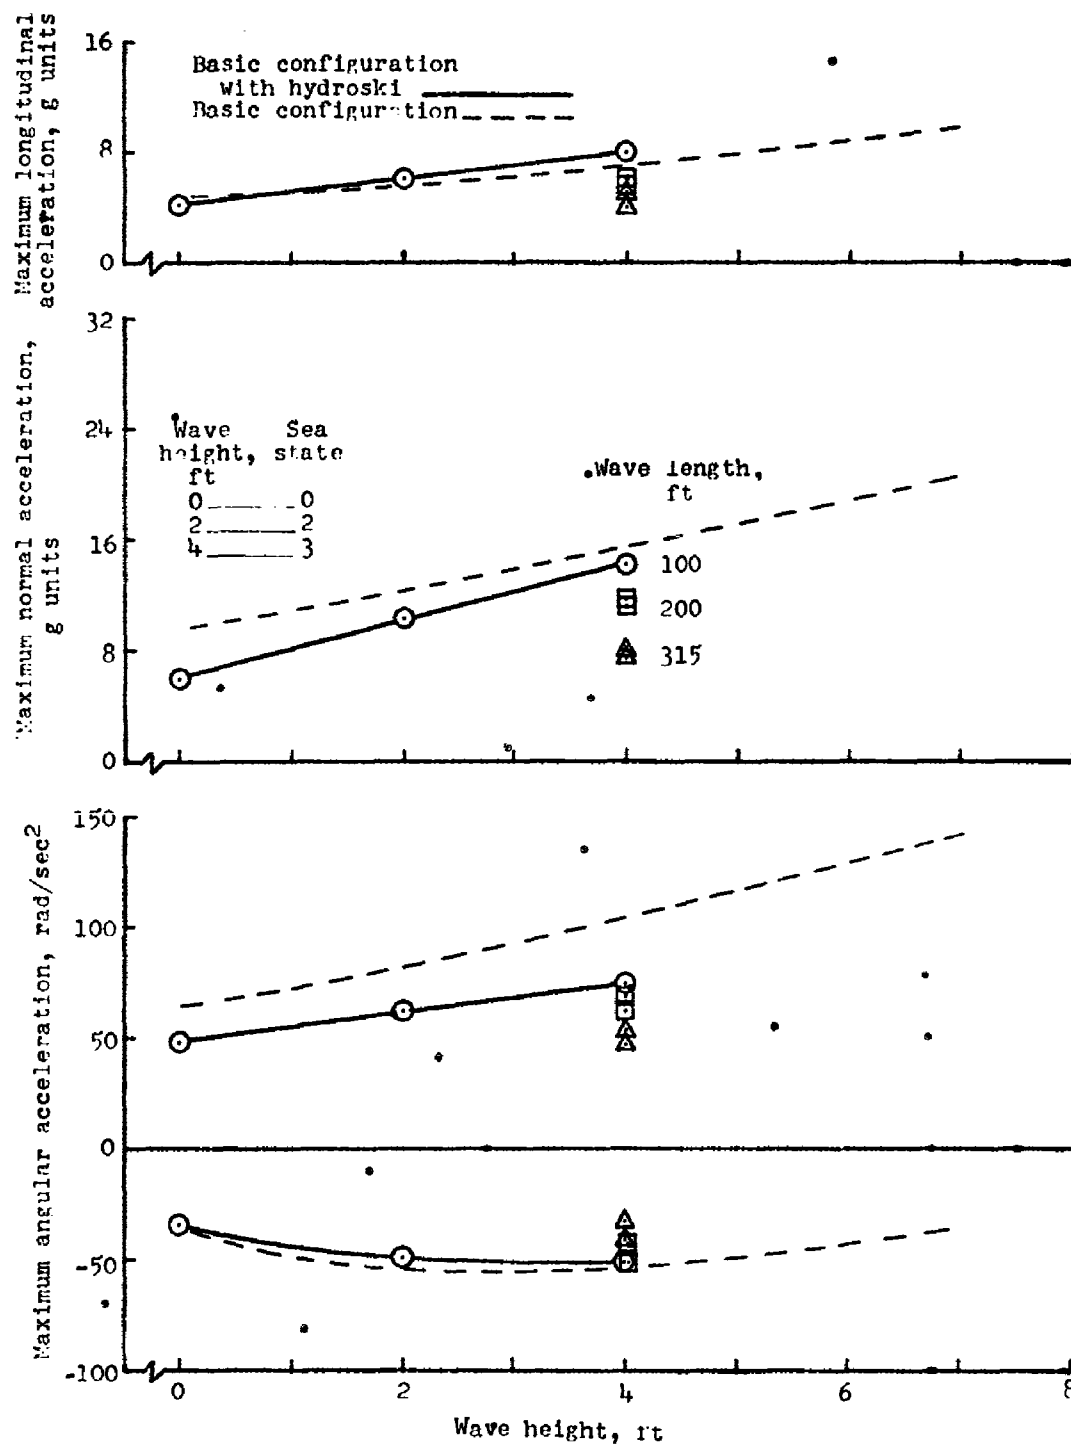 Maximum longitudinal
acceleration, g units
16
8
0
Basic configuration
with hydroski
Basic configuration
Maximum normal acceleration,
g units
32
24
16
8
0
Wave Sea
height, state
ft
0 0
2 2
4 3
Wave length,
ft
100
200
315
Maximum angular acceleration, rad/sec2
150
100
50
0
-50
-100
0 2 4 6 8
Wave height, ft